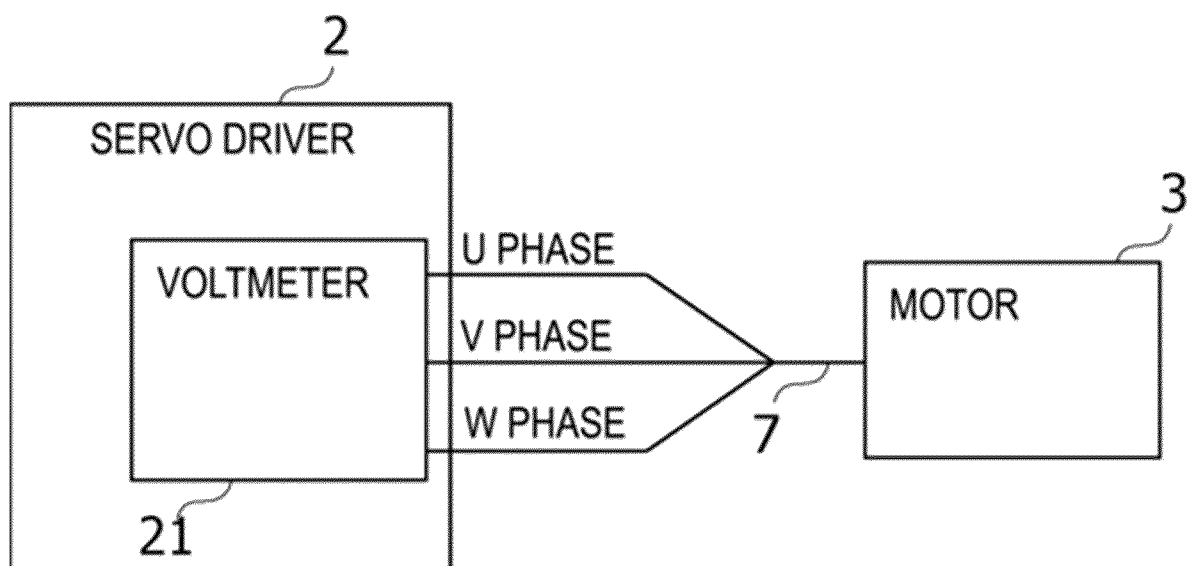 2
SERVO DRIVER
3
U PHASE
VOLTMETER
MOTOR
V PHASE
W PHASE
7
21